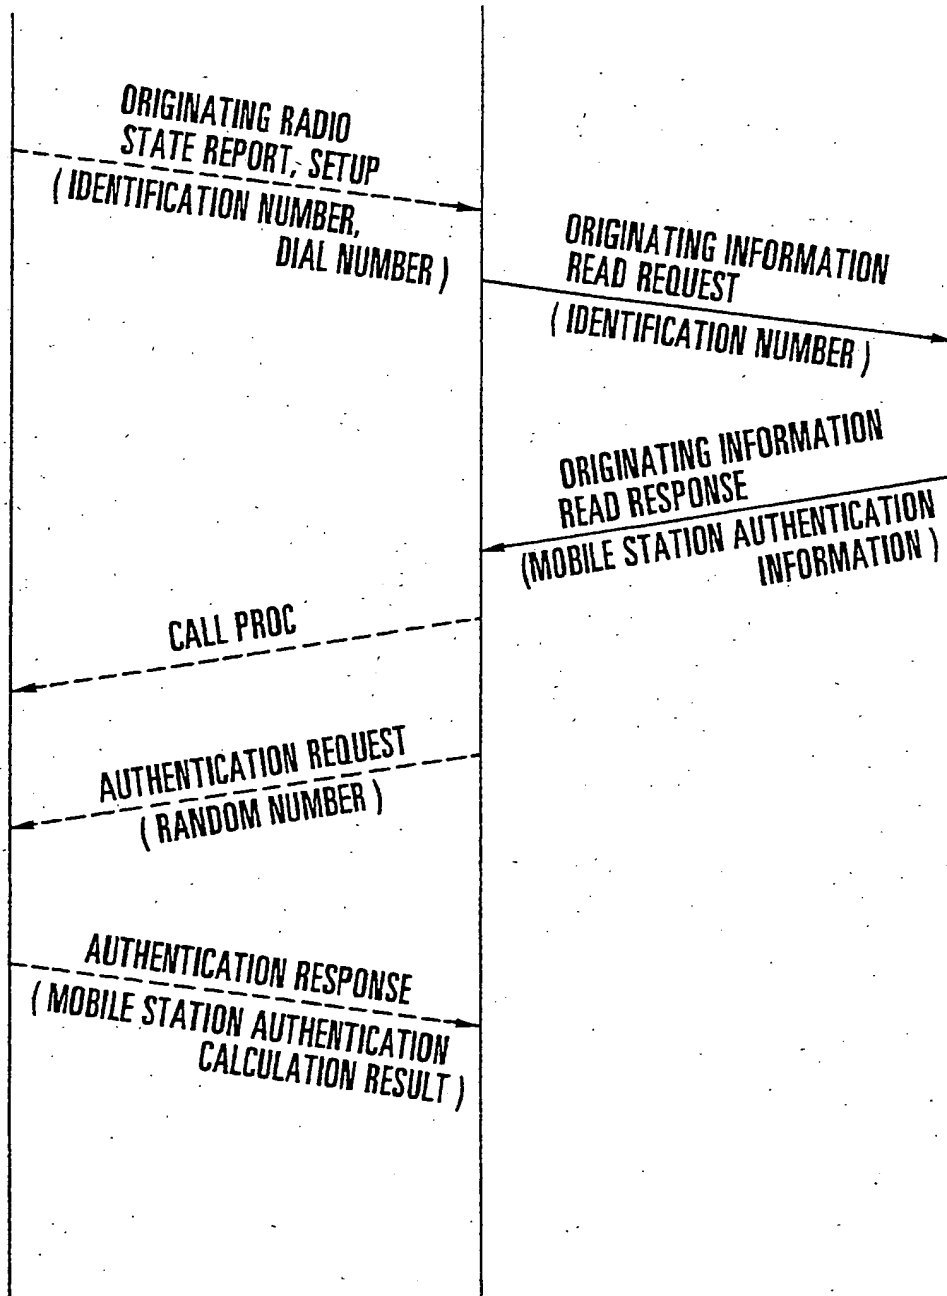 ORIGINATING RADIO
STATE REPORT, SETUP
( IDENTIFICATION NUMBER,
DIAL NUMBER )
ORIGINATING INFORMATION
READ REQUEST
( IDENTIFICATION NUMBER )
ORIGINATING INFORMATION
READ RESPONSE
(MOBILE STATION AUTHENTICATION
INFORMATION )
CALL PROC
AUTHENTICATION REQUEST
( RANDOM NUMBER )
AUTHENTICATION RESPONSE
( MOBILE STATION AUTHENTICATION
CALCULATION RESULT )